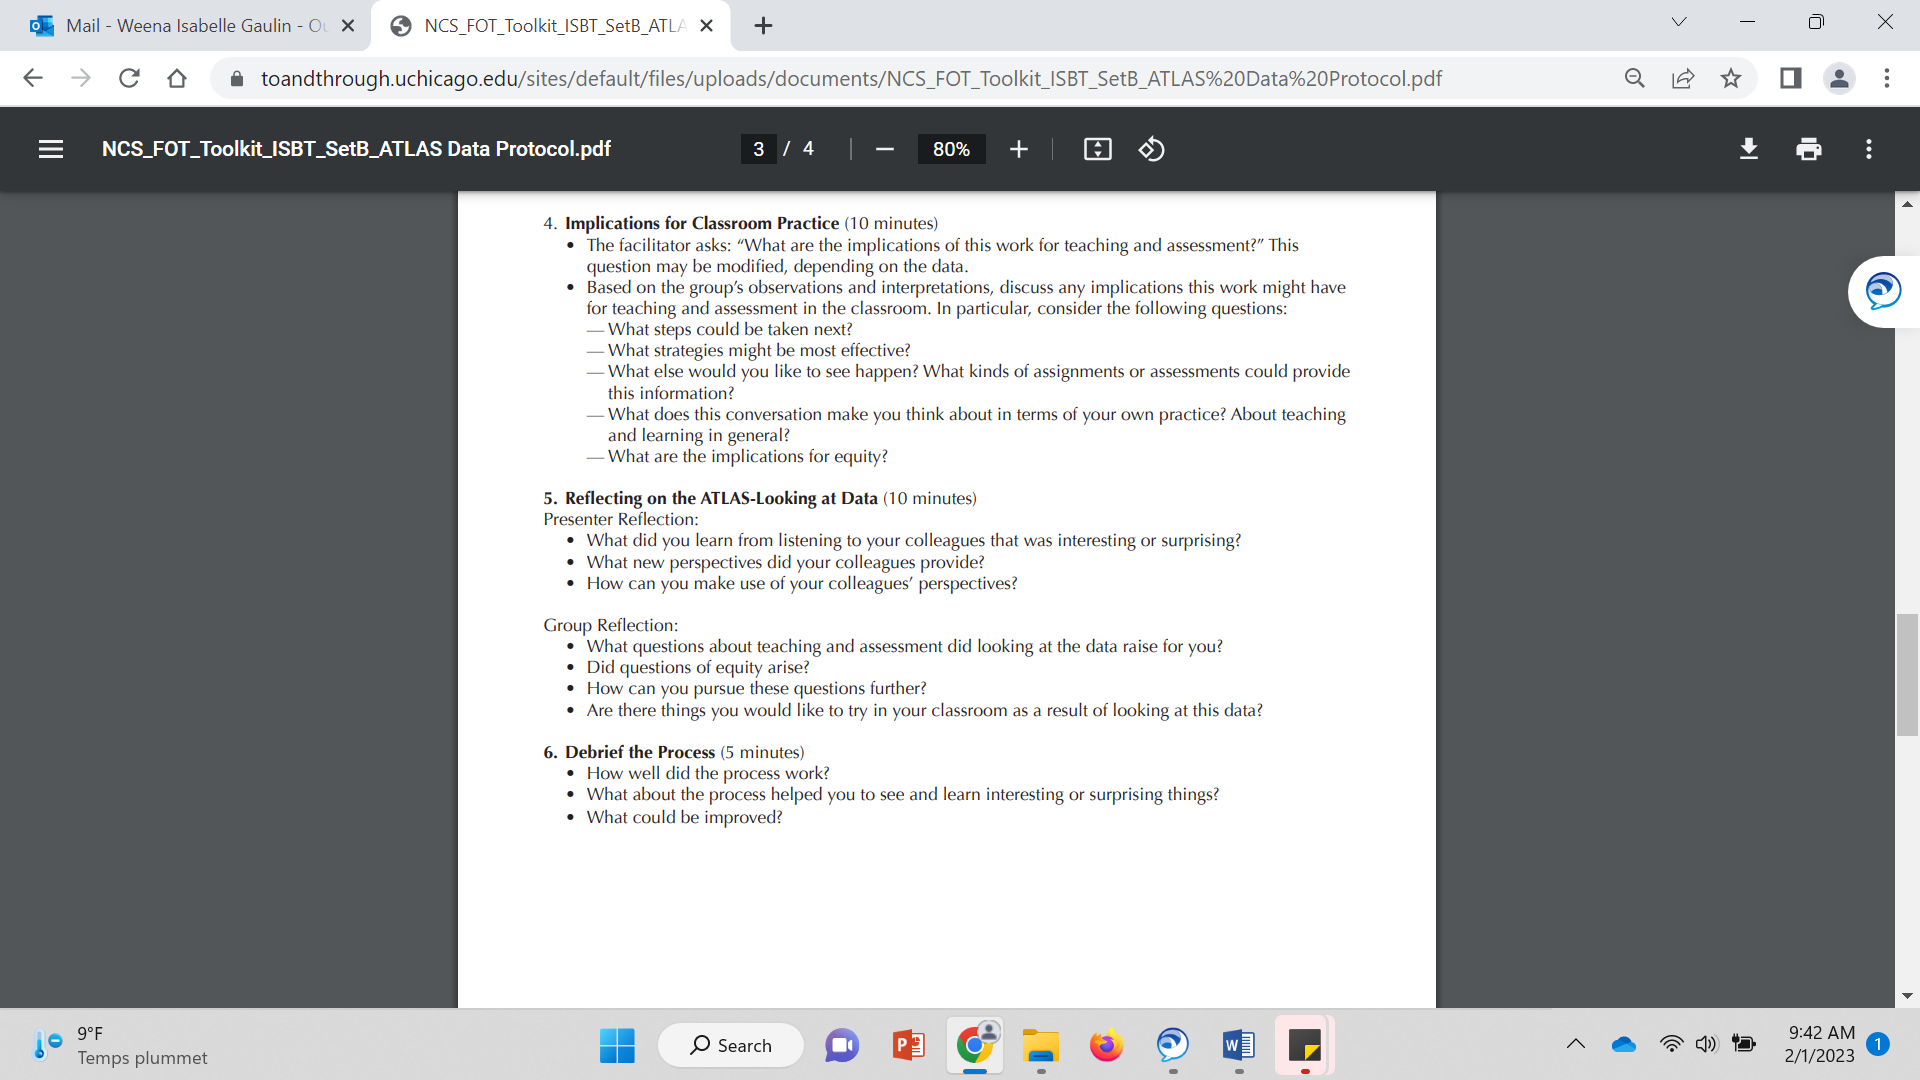 Mail - Weena Isabelle Gaulin - Ou
NCS_FOT_Toolkit_ISBT_SetB_ATLA
toandthrough.uchicago.edu/sites/default/files/uploads/documents/NCS_FOT_Toolkit_ISBT_SetB_ATLAS%20Data%20Protocol.pdf
NCS_FOT_Toolkit_ISBT_SetB_ATLAS Data Protocol.pdf
3 / 4
80%
4. Implications for Classroom Practice (10 minutes)
• The facilitator asks: “What are the implications of this work for teaching and assessment?” This
question may be modified, depending on the data.
• Based on the group’s observations and interpretations, discuss any implications this work might have
for teaching and assessment in the classroom. In particular, consider the following questions:
— What steps could be taken next?
— What strategies might be most effective?
— What else would you like to see happen? What kinds of assignments or assessments could provide
this information?
— What does this conversation make you think about in terms of your own practice? About teaching
and learning in general?
— What are the implications for equity?
5. Reflecting on the ATLAS-Looking at Data (10 minutes)
Presenter Reflection:
• What did you learn from listening to your colleagues that was interesting or surprising?
• What new perspectives did your colleagues provide?
• How can you make use of your colleagues’ perspectives?
Group Reflection:
• What questions about teaching and assessment did looking at the data raise for you?
• Did questions of equity arise?
• How can you pursue these questions further?
• Are there things you would like to try in your classroom as a result of looking at this data?
6. Debrief the Process (5 minutes)
• How well did the process work?
• What about the process helped you to see and learn interesting or surprising things?
• What could be improved?
9°F
Temps plummet
Search
9:42 AM
2/1/2023
1